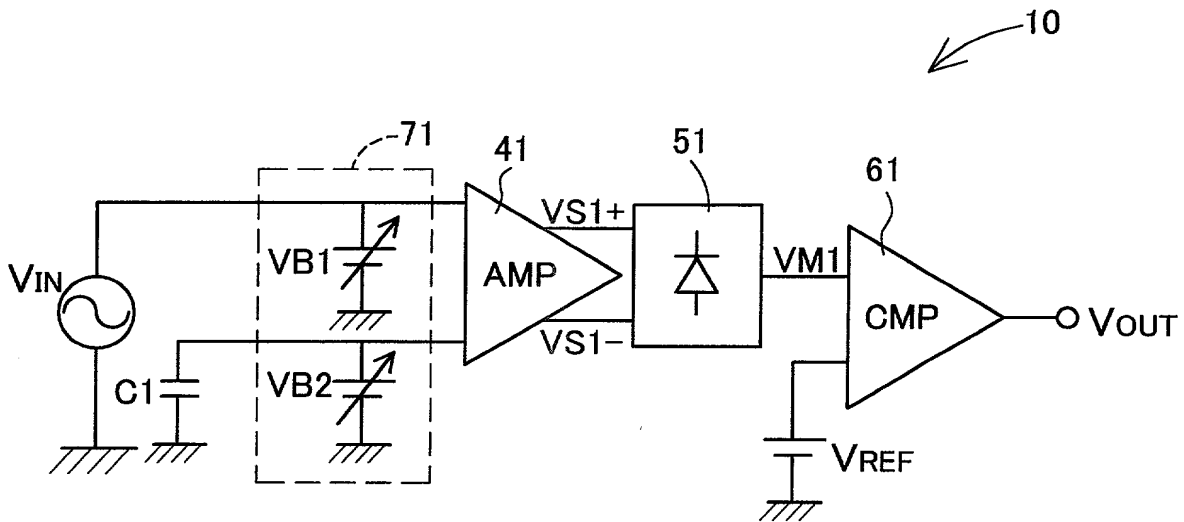 10
71
41
51
61
VS1+
VIN
VB1
AMP
VM1
CMP
VOUT
VS1−
C1
VB2
VREF